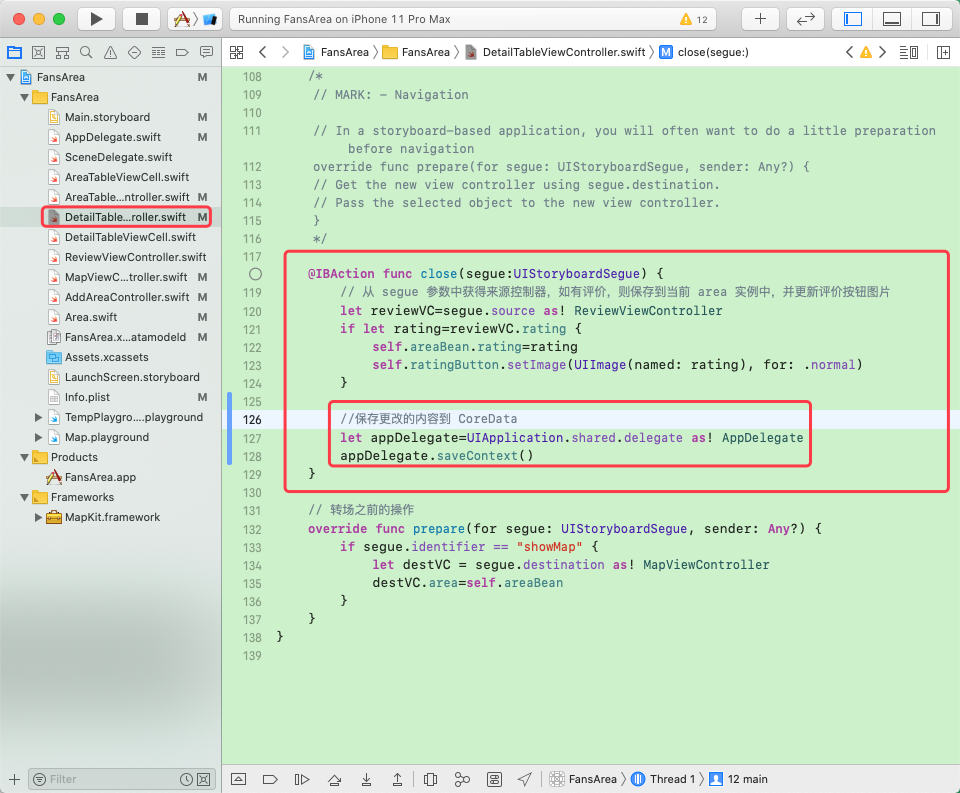 Running FansArea on iPhone 11 Pro Max
12
FansArea
FansArea
DetailTableViewController.swift
M
close(segue:)
FansArea M
FansArea
Main.storyboard M
AppDelegate.swift M
SceneDelegate.swift
AreaTableViewCell.swift
AreaTable...ntroller.swift M
DetailTable...roller.swift M
DetailTableViewCell.swift
ReviewViewController.swift
MapViewC...troller.swift M
AddAreaController.swift M
Area.swift M
FansArea.x...atamodeld M
Assets.xcassets
LaunchScreen.storyboard
Info.plist M
TempPlaygro....playground
Map.playground
Products
FansArea.app
Frameworks
MapKit.framework
Filter
108 /*
109 // MARK: - Navigation
110
111 // In a storyboard-based application, you will often want to do a little preparation
before navigation
112 override func prepare(for segue: UIStoryboardSegue, sender: Any?) {
113 // Get the new view controller using segue.destination.
114 // Pass the selected object to the new view controller.
115 }
116 */
117
@IBAction func close(segue:UIStoryboardSegue) {
119 // 从 segue 参数中获得来源控制器，如有评价，则保存到当前 area 实例中，并更新评价按钮图片
120 let reviewVC=segue.source as! ReviewViewController
121 if let rating=reviewVC.rating {
122 self.areaBean.rating=rating
123 self.ratingButton.setImage(UIImage(named: rating), for: .normal)
124 }
125
126 //保存更改的内容到 CoreData
127 let appDelegate=UIApplication.shared.delegate as! AppDelegate
128 appDelegate.saveContext()
129 }
130
131 // 转场之前的操作
132 override func prepare(for segue: UIStoryboardSegue, sender: Any?) {
133 if segue.identifier == "showMap" {
134 let destVC = segue.destination as! MapViewController
135 destVC.area=self.areaBean
136 }
137 }
138 }
139
FansArea
Thread 1
12 main